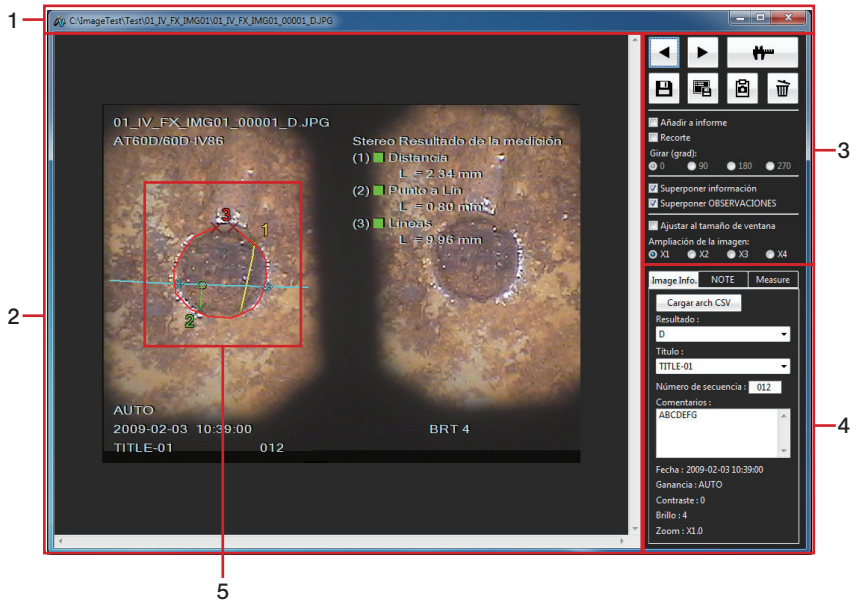 1
C:\ImageTest\Test\01_IV_FX_IMG01\01_IV_FX_IMG01_00001_D.JPG
01_IV_FX_IMG01_00001_D.JPG
AT60D/60D-IV86
Stereo Resultado de la medición
(1) Distancia
L = 2.34 mm
(2) Punto a Lín
L = 0.80 mm
(3) Líneas
L = 9.96 mm
3
1
2
AUTO
2009-02-03 10:39:00
BRT 4
TITLE-01 012
2
5
Añadir a informe
Recorte
Girar (grad):
0 90 180 270
Superponer información
Superponer OBSERVACIONES
Ajustar al tamaño de ventana
Ampliación de la imagen:
X1 X2 X3 X4
3
Image Info. NOTE Measure
Cargar arch CSV
Resultado :
D
Título :
TITLE-01
Número de secuencia : 012
Comentarios :
ABCDEFG
Fecha : 2009-02-03 10:39:00
Ganancia : AUTO
Contraste : 0
Brillo : 4
Zoom : X1.0
4